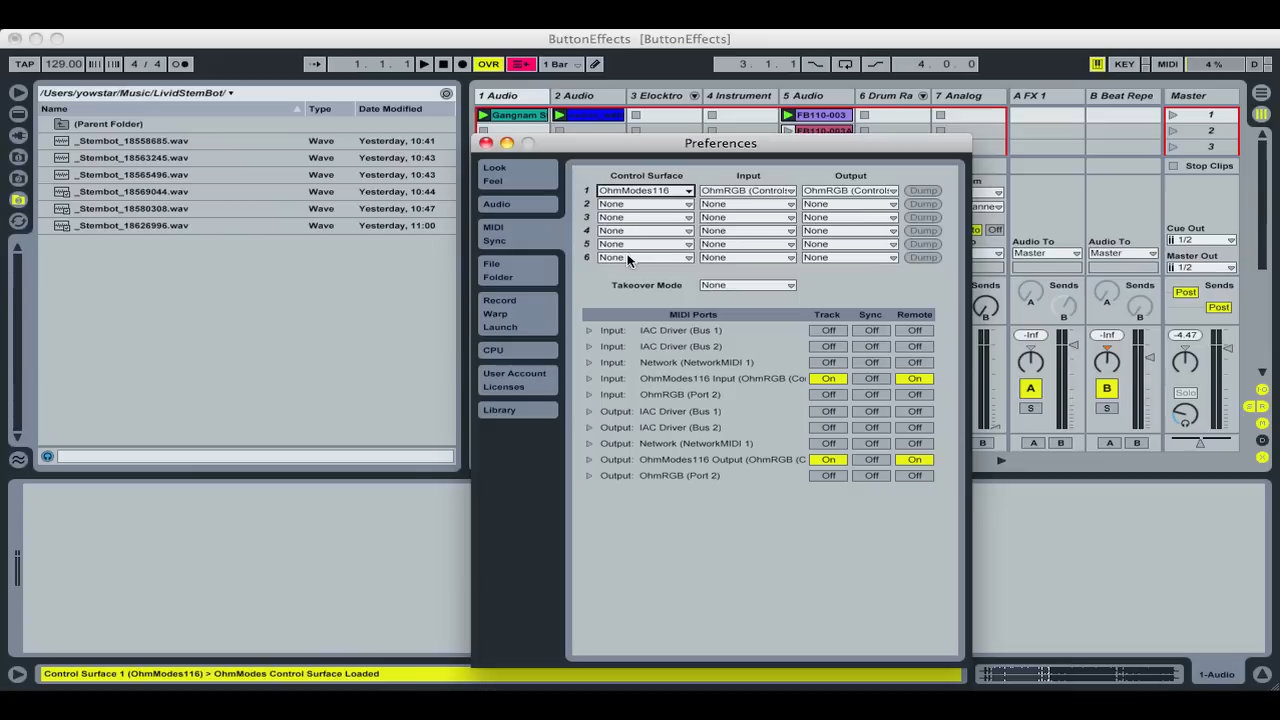 ButtonEffects [ButtonEffects]
TAP 129.00 4 / 4 1. 1. 1 OVR 1 Bar 3. 1. 1 4. 0. 0 KEY MIDI 4 % D
/Users/yowstar/Music/LividStemBot/
Name Type Date Modified
(Parent Folder)
_Stembot_18558685.wav Wave Yesterday, 10:41
_Stembot_18563245.wav Wave Yesterday, 10:43
_Stembot_18565496.wav Wave Yesterday, 10:43
_Stembot_18569044.wav Wave Yesterday, 10:44
_Stembot_18580308.wav Wave Yesterday, 10:47
_Stembot_18626996.wav Wave Yesterday, 11:00
1 Audio 2 Audio 3 Elocktro 4 Instrument 5 Audio 6 Drum Ra 7 Analog A FX 1 B Beat Repe Master
Gangnam S FB110-003 1
2
3
Stop Clips
Preferences
Look
Feel
Audio
MIDI
Sync
File
Folder
Record
Warp
Launch
CPU
User Account
Licenses
Library
Control Surface Input Output
1 OhmModes116 OhmRGB (Controls OhmRGB (Controls Dump
2 None None None Dump
3 None None None Dump
4 None None None Dump
5 None None None Dump
6 None None None Dump
Takeover Mode None
MIDI Ports Track Sync Remote
Input: IAC Driver (Bus 1) Off Off Off
Input: IAC Driver (Bus 2) Off Off Off
Input: Network (NetworkMIDI 1) Off Off Off
Input: OhmModes116 Input (OhmRGB (Co On Off On
Input: OhmRGB (Port 2) Off Off Off
Output: IAC Driver (Bus 1) Off Off Off
Output: IAC Driver (Bus 2) Off Off Off
Output: Network (NetworkMIDI 1) Off Off Off
Output: OhmModes116 Output (OhmRGB (C On Off On
Output: OhmRGB (Port 2) Off Off Off
Off
Audio To Audio To
Master Master
Sends Sends Sends
A B A B
-Inf -Inf -4.47
A B Solo
S S
B A B A B
Cue Out
1/2
Master Out
1/2
Post
Post
Control Surface 1 (OhmModes116) > OhmModes Control Surface Loaded
1-Audio